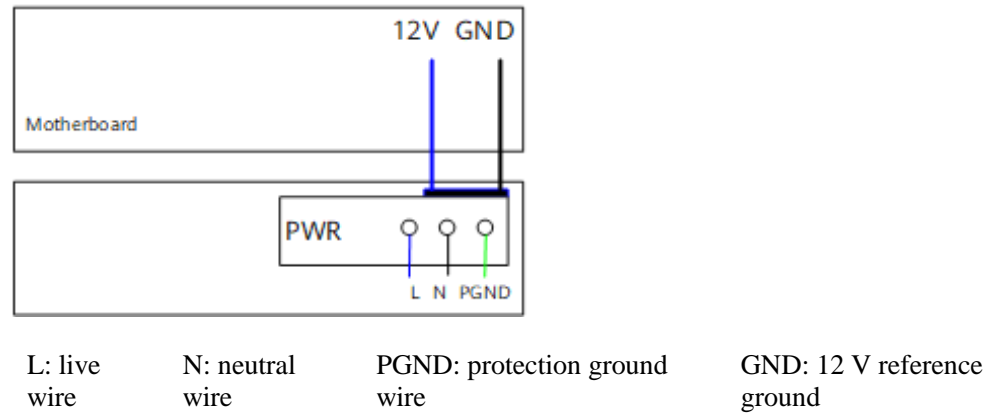 12V GND
Motherboard
PWR
L N PGND
L: live wire
N: neutral wire
PGND: protection ground wire
GND: 12 V reference ground